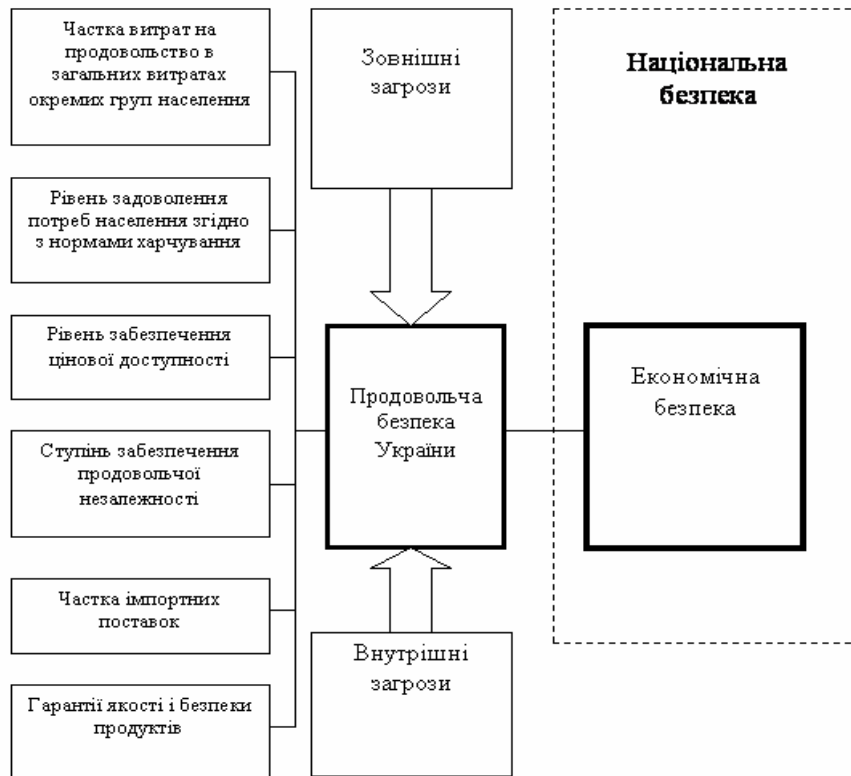 Частка витрат на
продовольство в
загальних витратах
окремих груп населення
Рівень задоволення
потреб населення згідно
з нормами харчування
Рівень забезпечення
цінової доступності
Ступінь забезпечення
продовольчої
незалежності
Частка імпортних
поставок
Гарантії якості і безпеки
продуктів
Зовнішні
загрози
Продовольча
безпека
України
Внутрішні
загрози
Національна
безпека
Економічна
безпека